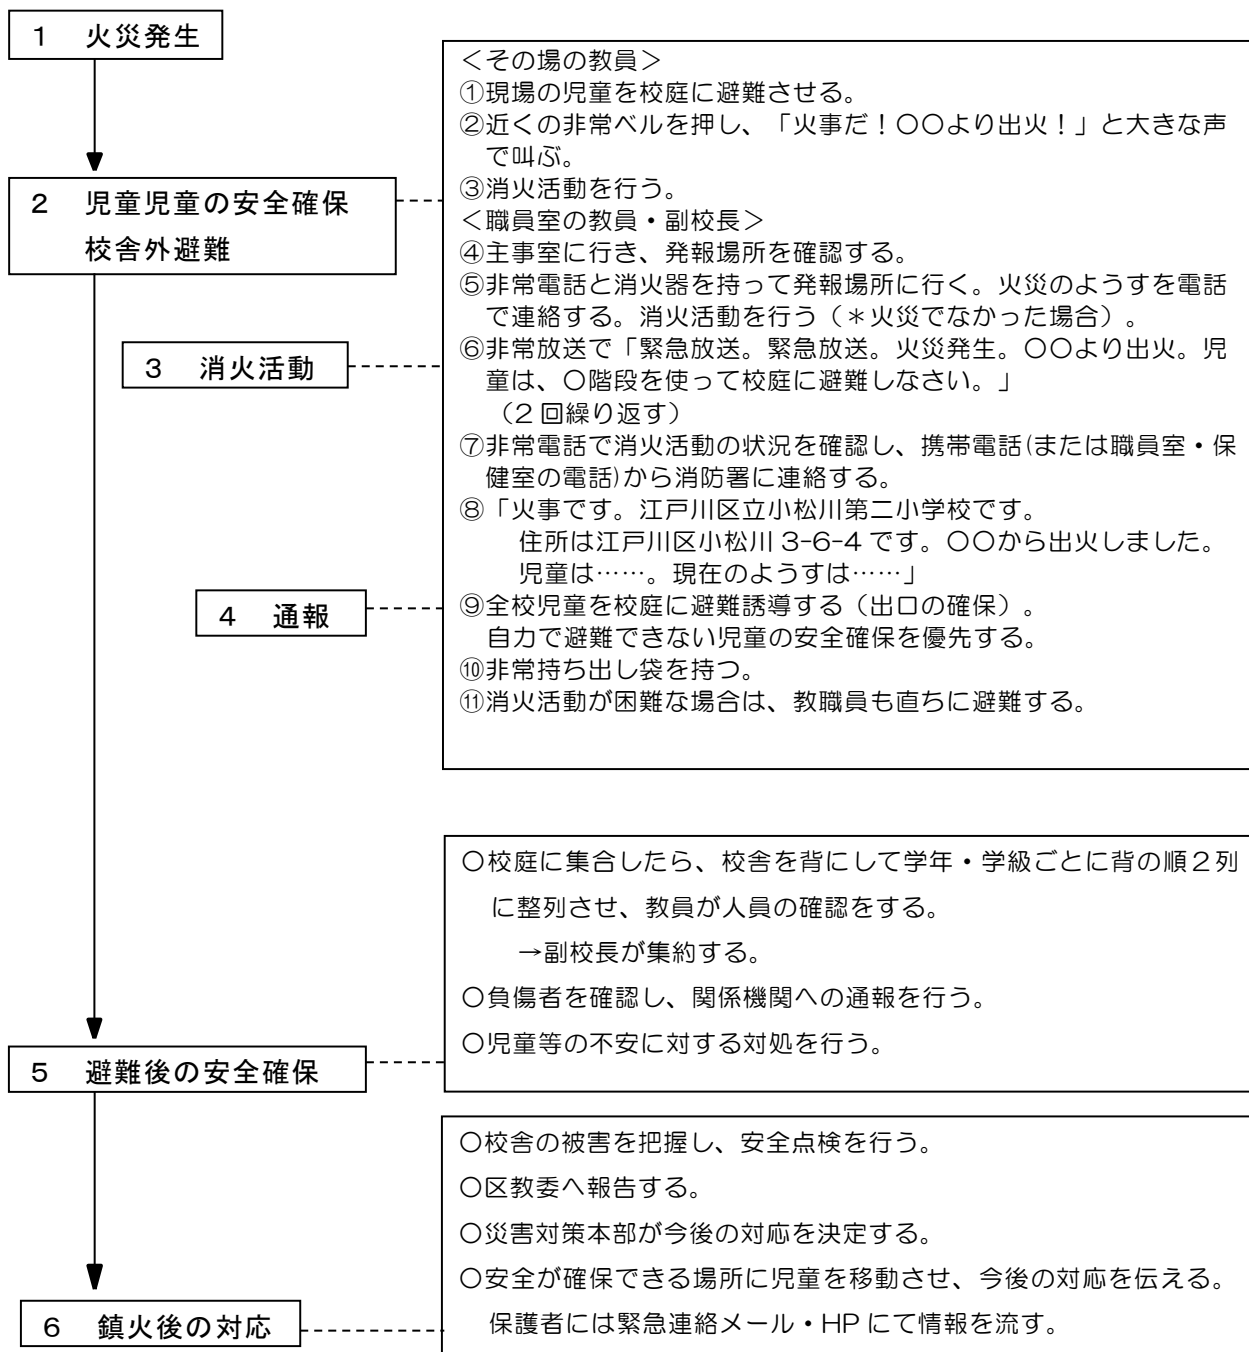 １　火災発生
＜その場の教員＞
①現場の児童を校庭に避難させる。
②近くの非常ベルを押し、「火事だ！〇〇より出火！」と大きな声
で叫ぶ。
③消火活動を行う。
＜職員室の教員・副校長＞
④主事室に行き、発報場所を確認する。
⑤非常電話と消火器を持って発報場所に行く。火災のようすを電話
で連絡する。消火活動を行う（＊火災でなかった場合）。
⑥非常放送で「緊急放送。緊急放送。火災発生。〇〇より出火。児
童は、〇階段を使って校庭に避難しなさい。」
（２回繰り返す）
⑦非常電話で消火活動の状況を確認し、携帯電話(または職員室・保
健室の電話)から消防署に連絡する。
⑧「火事です。江戸川区立小松川第二小学校です。
住所は江戸川区小松川 3-6-4 です。〇〇から出火しました。
児童は……。現在のようすは……」
⑨全校児童を校庭に避難誘導する（出口の確保）。
自力で避難できない児童の安全確保を優先する。
⑩非常持ち出し袋を持つ。
⑪消火活動が困難な場合は、教職員も直ちに避難する。
２　児童児童の安全確保
校舎外避難
３　消火活動
４　通報
〇校庭に集合したら、校舎を背にして学年・学級ごとに背の順２列
に整列させ、教員が人員の確認をする。
→副校長が集約する。
〇負傷者を確認し、関係機関への通報を行う。
〇児童等の不安に対する対処を行う。
５　避難後の安全確保
〇校舎の被害を把握し、安全点検を行う。
〇区教委へ報告する。
〇災害対策本部が今後の対応を決定する。
〇安全が確保できる場所に児童を移動させ、今後の対応を伝える。
保護者には緊急連絡メール・HP にて情報を流す。
６　鎮火後の対応